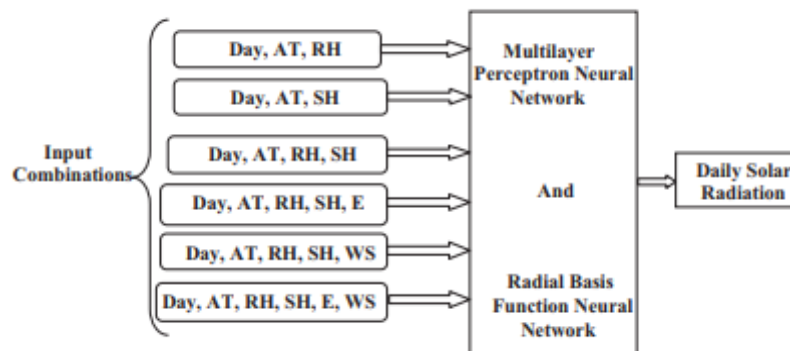 Day, AT, RH
Day, AT, SH
Day, AT, RH, SH
Day, AT, RH, SH, E
Day, AT, RH, SH, WS
Day, AT, RH, SH, E, WS
Input
Combinations
Multilayer
Perceptron Neural
Network
And
Radial Basis
Function Neural
Network
Daily Solar
Radiation